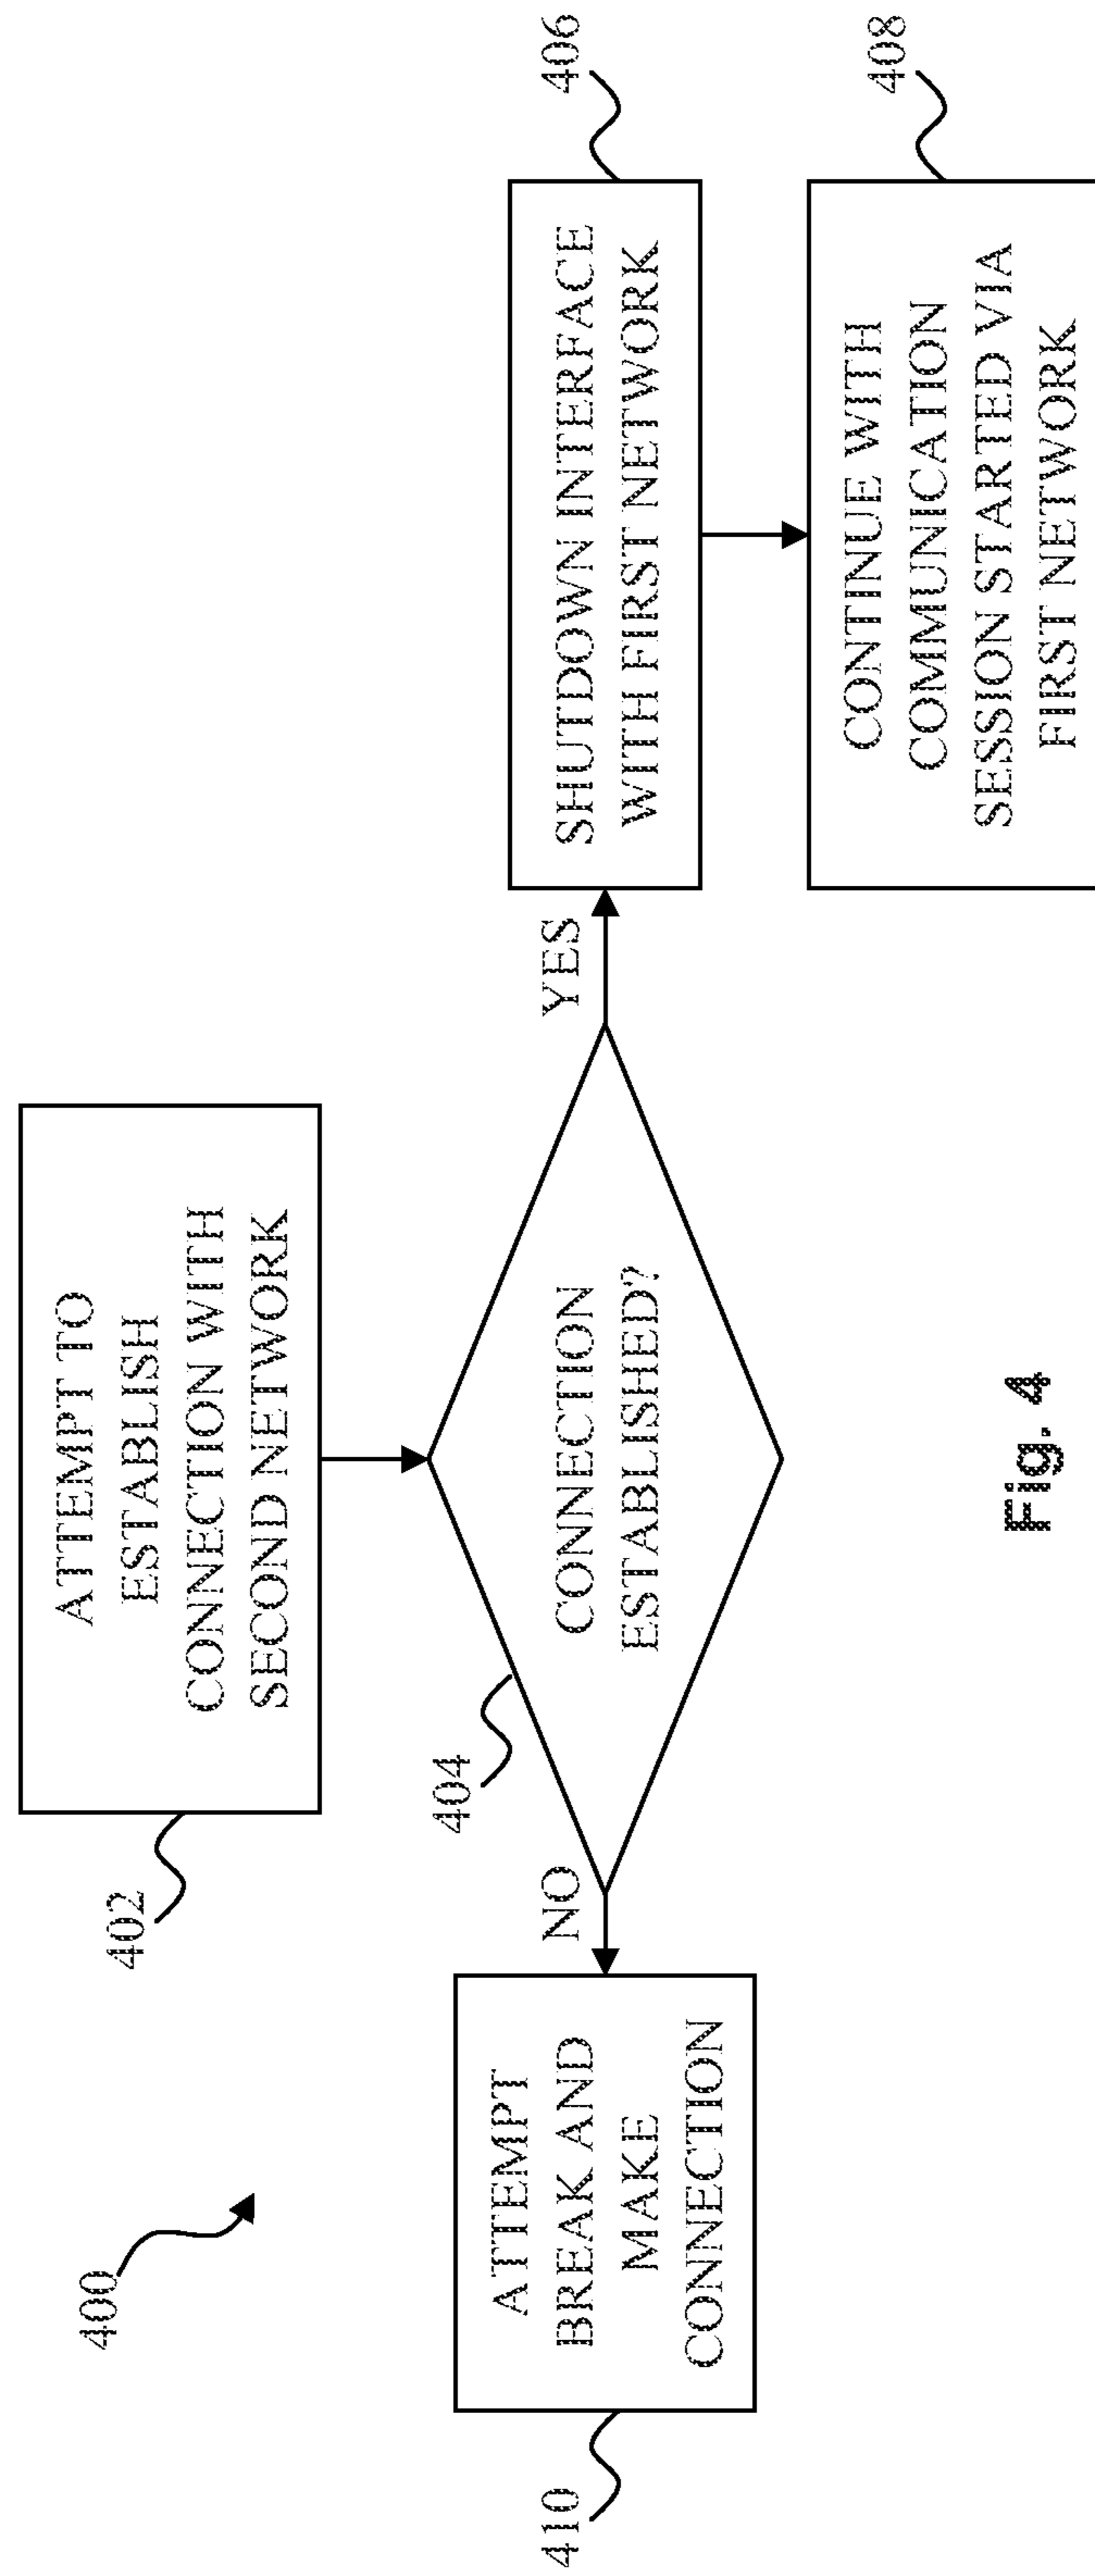 400
402
ATTEMPT TO
ESTABLISH
CONNECTION WITH
SECOND NETWORK
404
CONNECTION
ESTABLISHED?
NO
YES
410
ATTEMPT
BREAK AND
MAKE
CONNECTION
406
SHUTDOWN INTERFACE
WITH FIRST NETWORK
408
CONTINUE WITH
COMMUNICATION
SESSION STARTED VIA
FIRST NETWORK
Fig. 4